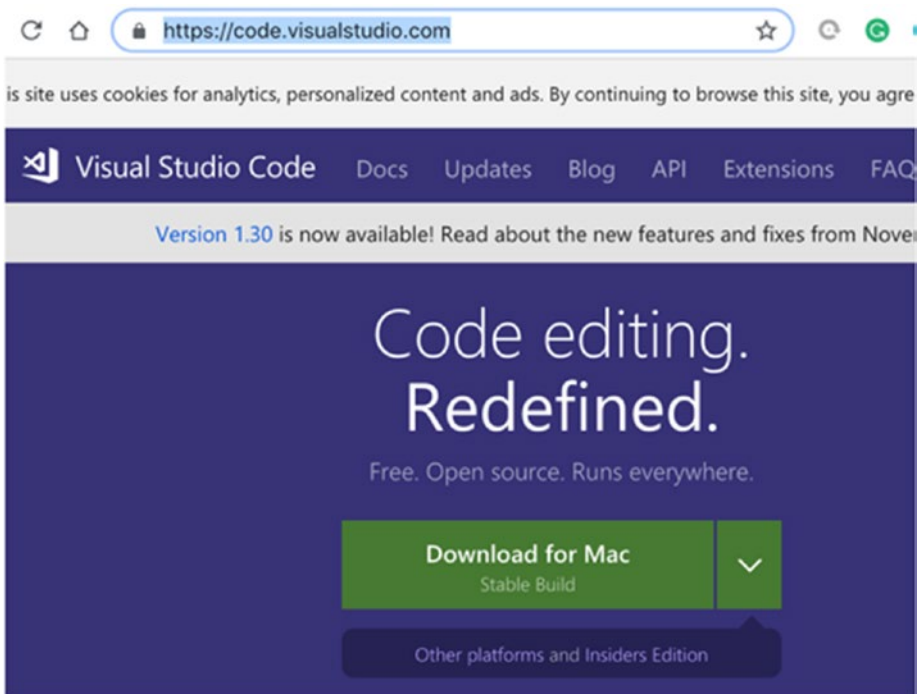 https://code.visualstudio.com
is site uses cookies for analytics, personalized content and ads. By continuing to browse this site, you agre
Visual Studio Code Docs Updates Blog API Extensions FAQ
Version 1.30 is now available! Read about the new features and fixes from Nove
Code editing.
Redefined.
Free. Open source. Runs everywhere.
Download for Mac
Stable Build
Other platforms and Insiders Edition